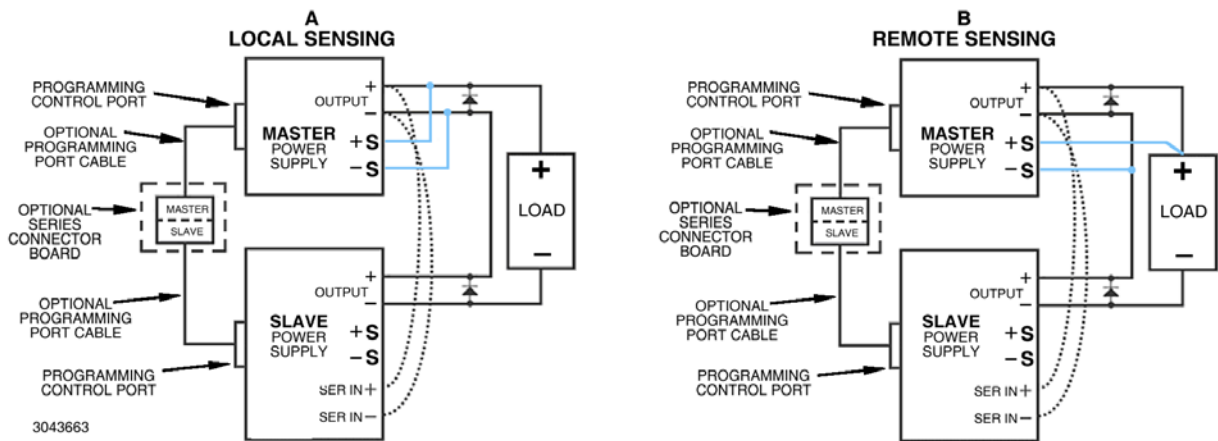 A
LOCAL SENSING
PROGRAMMING
CONTROL PORT
OPTIONAL
PROGRAMMING
PORT CABLE
OPTIONAL
SERIES
CONNECTOR
BOARD
MASTER
SLAVE
OPTIONAL
PROGRAMMING
PORT CABLE
PROGRAMMING
CONTROL PORT
+
OUTPUT
−
MASTER
POWER
SUPPLY
+S
−S
+
LOAD
−
+
OUTPUT
−
SLAVE
POWER
SUPPLY
+S
−S
SER IN +
SER IN −
3043663
B
REMOTE SENSING
PROGRAMMING
CONTROL PORT
OPTIONAL
PROGRAMMING
PORT CABLE
OPTIONAL
SERIES
CONNECTOR
BOARD
MASTER
SLAVE
OPTIONAL
PROGRAMMING
PORT CABLE
PROGRAMMING
CONTROL PORT
+
OUTPUT
−
MASTER
POWER
SUPPLY
+S
−S
+
LOAD
−
+
OUTPUT
−
SLAVE
POWER
SUPPLY
+S
−S
SER IN +
SER IN −